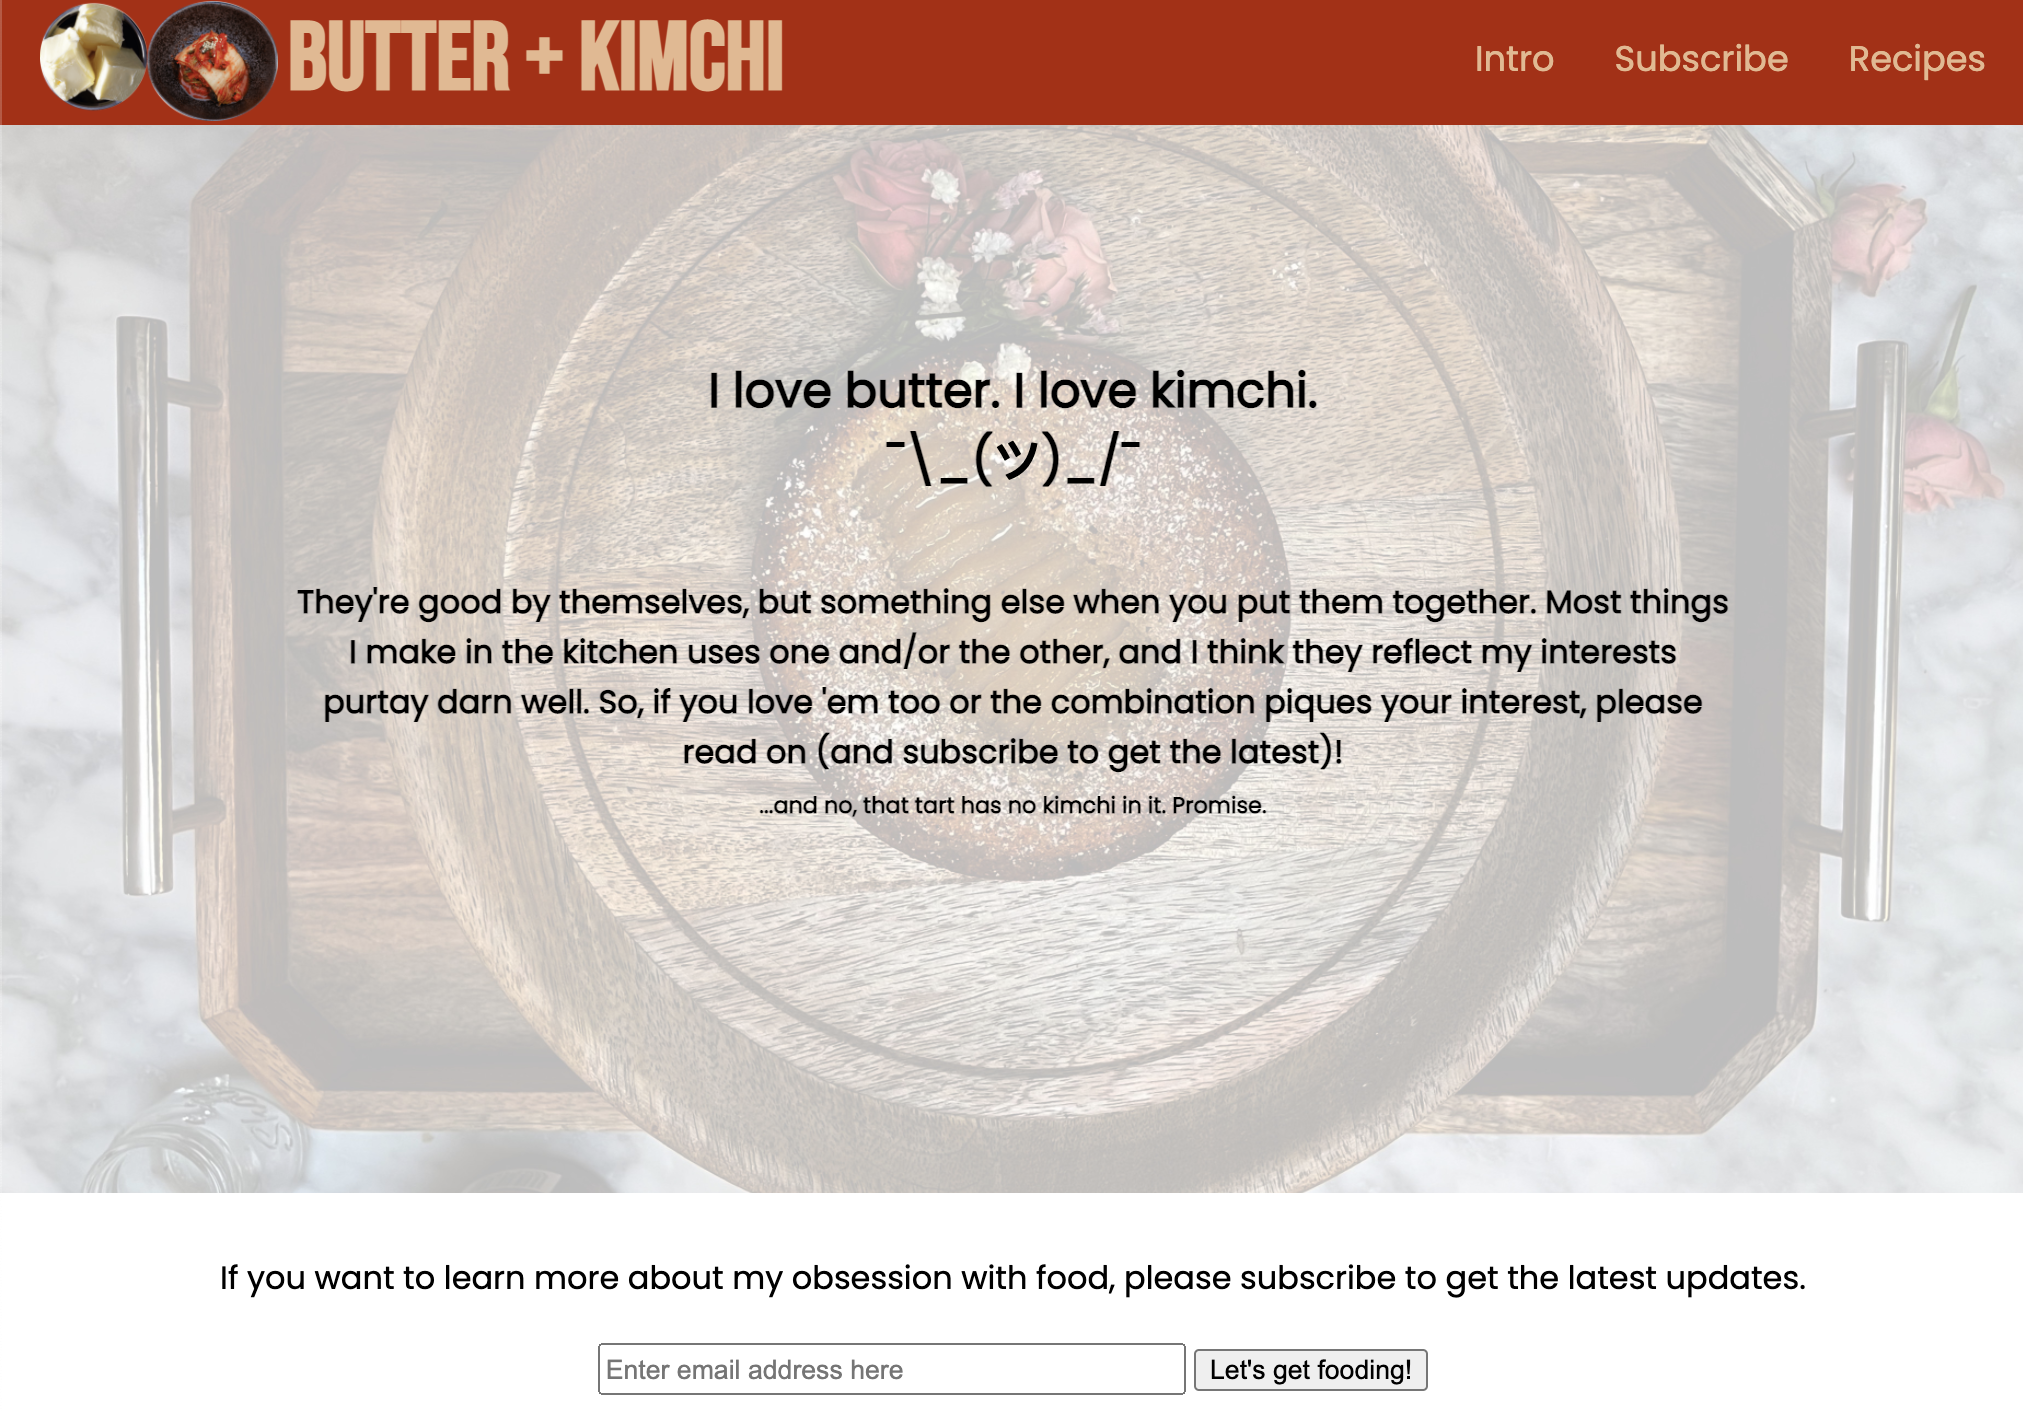 BUTTER + KIMCHI
Intro Subscribe Recipes
I love butter. I love kimchi.
¯\_(ツ)_/¯
They're good by themselves, but something else when you put them together. Most things
I make in the kitchen uses one and/or the other, and I think they reflect my interests
purtay darn well. So, if you love 'em too or the combination piques your interest, please
read on (and subscribe to get the latest)!
...and no, that tart has no kimchi in it. Promise.
If you want to learn more about my obsession with food, please subscribe to get the latest updates.
Enter email address here
Let's get fooding!